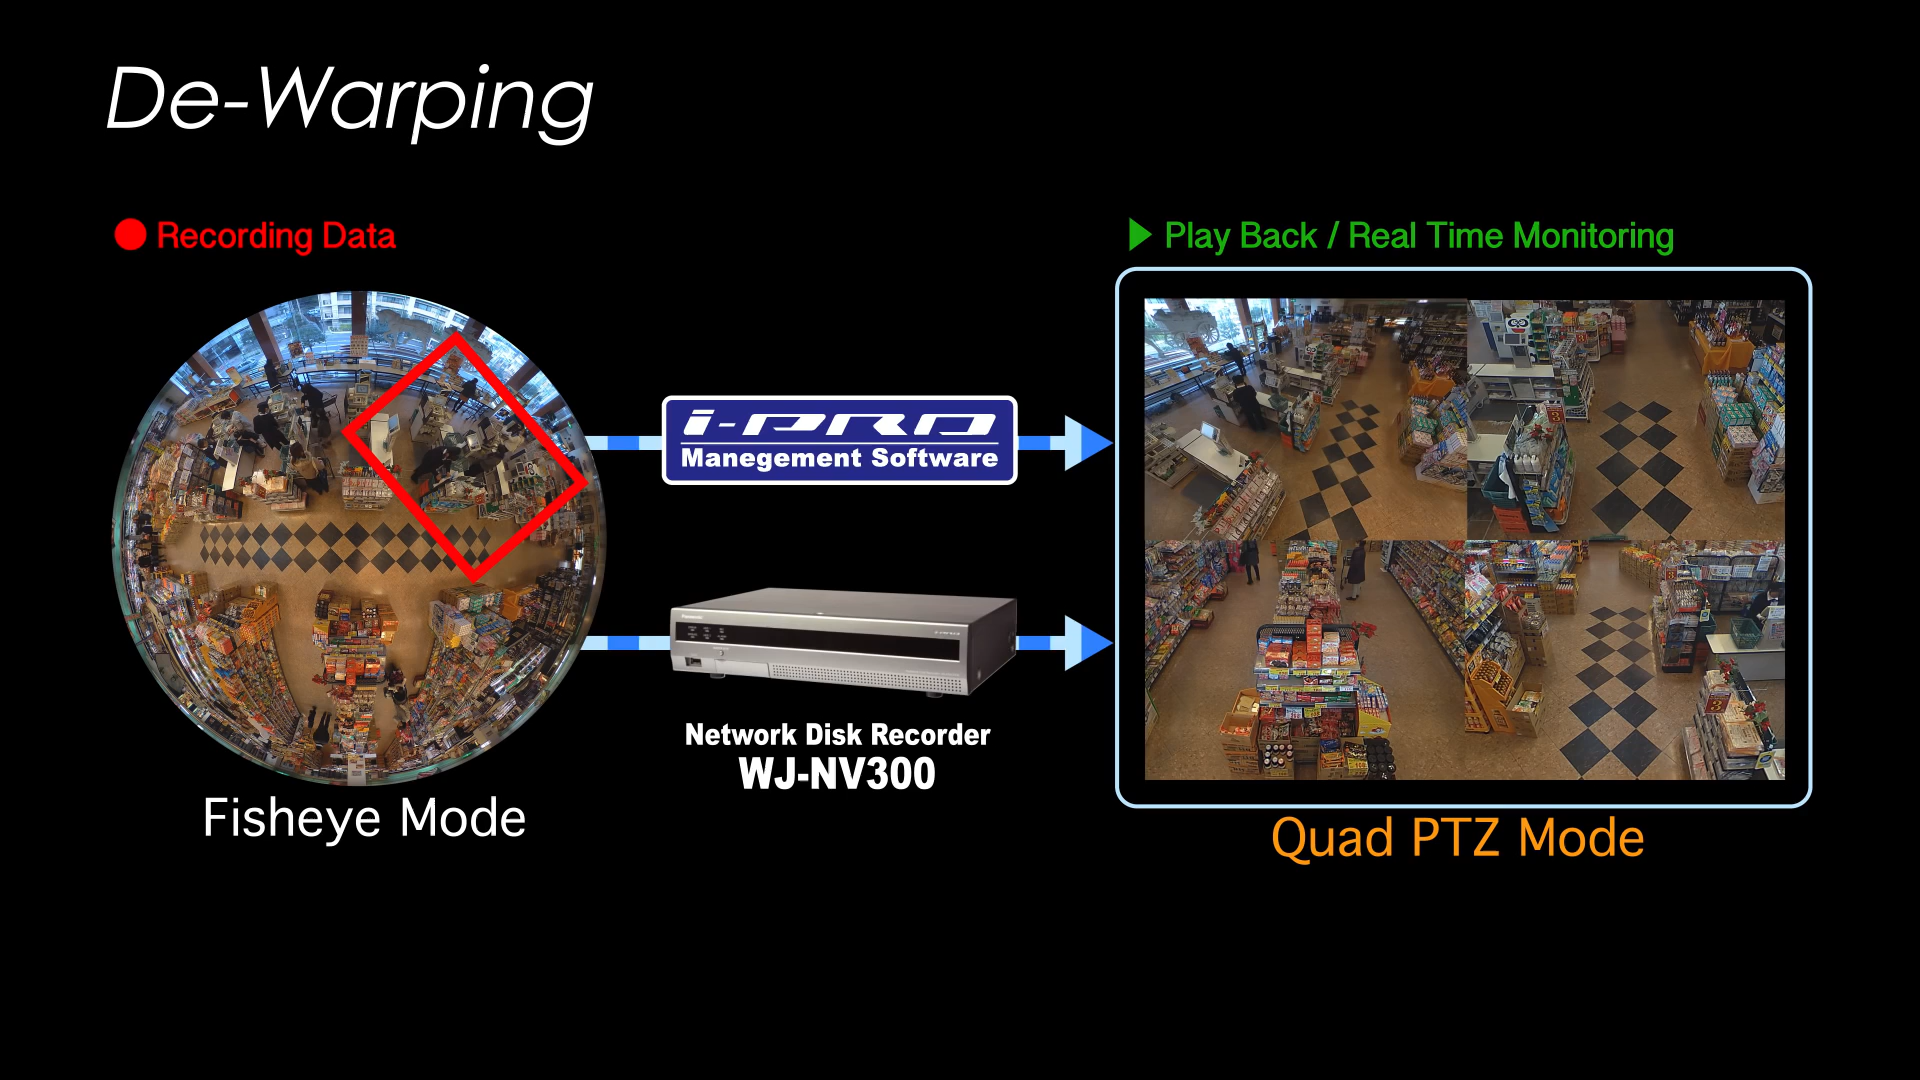 De-Warping
Recording Data
Play Back / Real Time Monitoring
i-PRO
Manegement Software
Network Disk Recorder
WJ-NV300
Fisheye Mode
Quad PTZ Mode